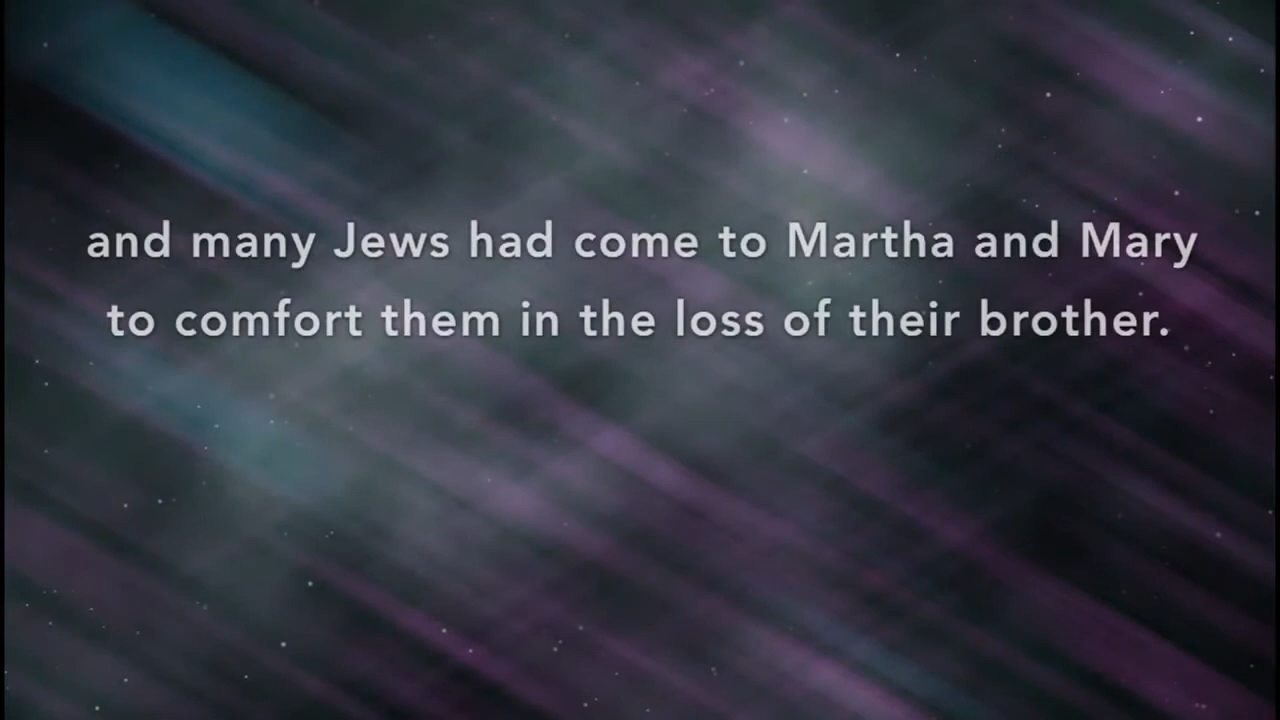 and many Jews had come to Martha and Mary
to comfort them in the loss of their brother.